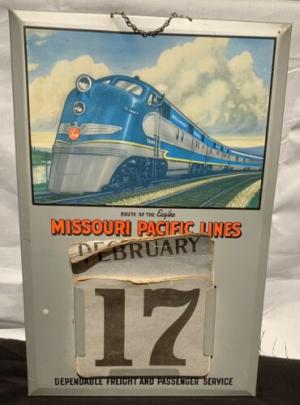 ROUTE OF THE Eagles
MISSOURI PACIFIC LINES
FEBRUARY
17
DEPENDABLE FREIGHT AND PASSENGER SERVICE